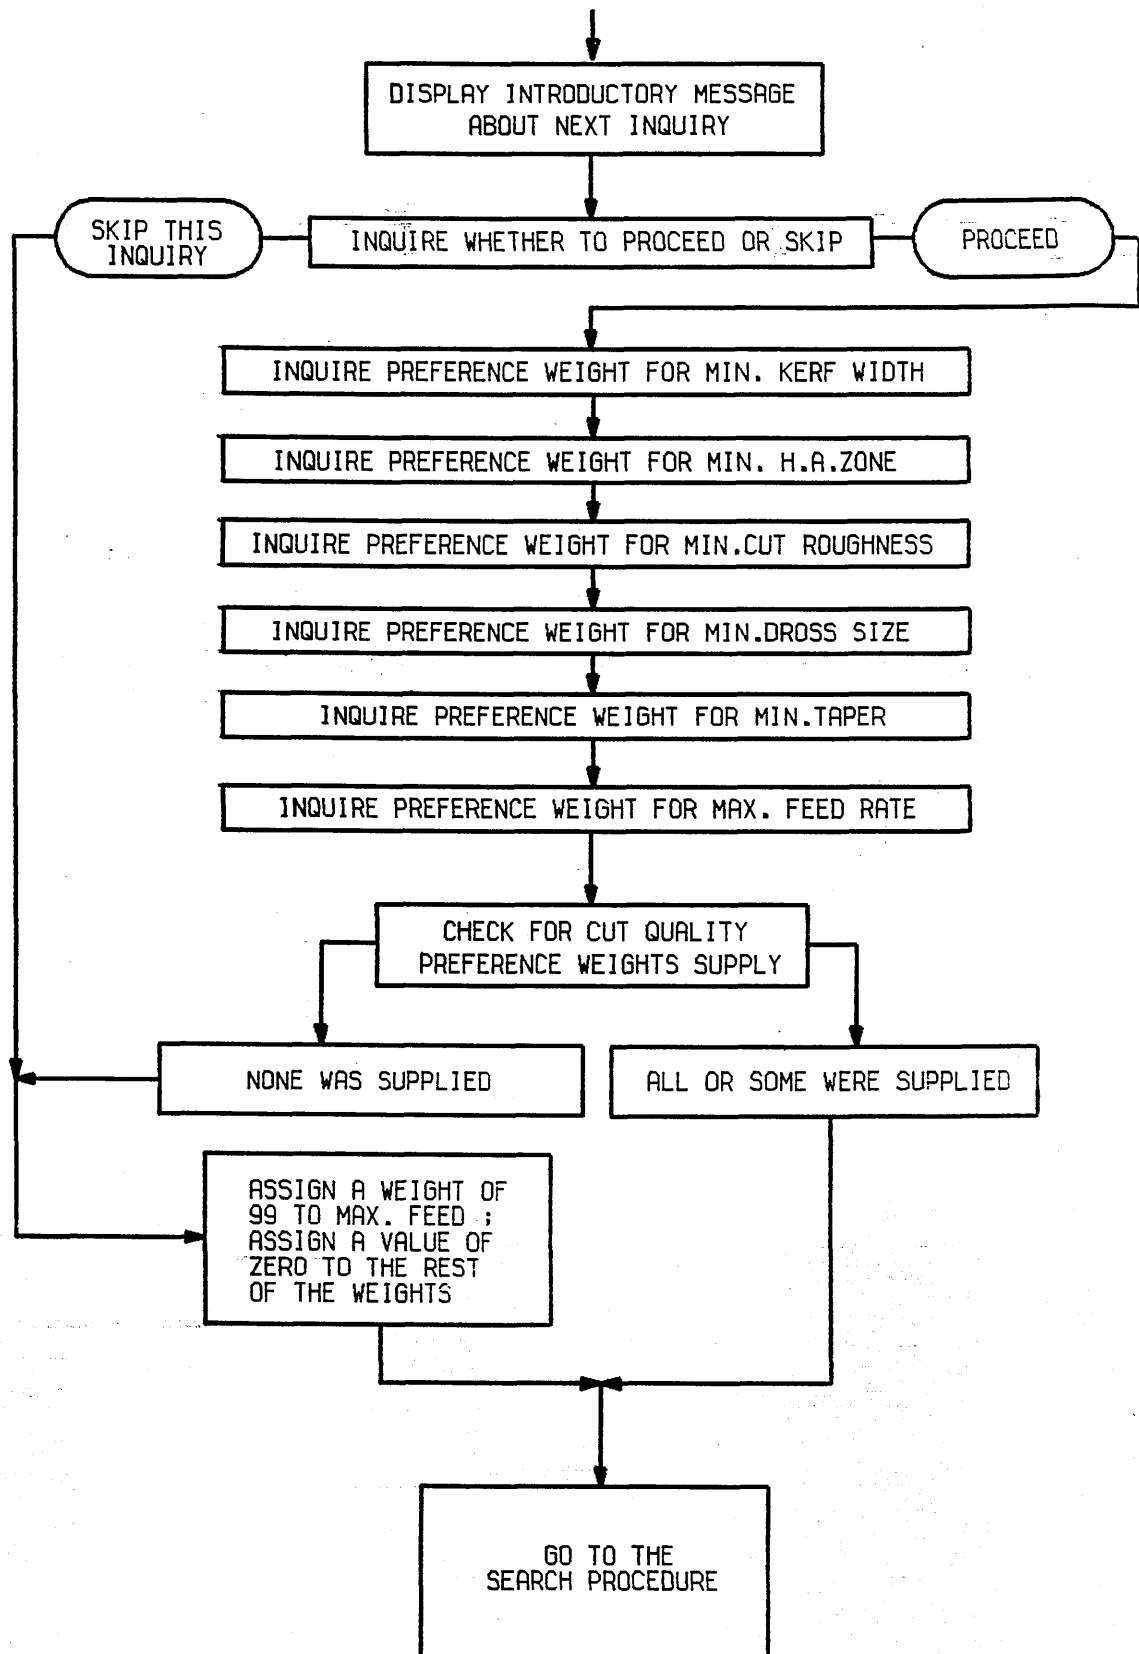 DISPLAY INTRODUCTORY MESSAGE
ABOUT NEXT INQUIRY
SKIP THIS
INQUIRY
INQUIRE WHETHER TO PROCEED OR SKIP
PROCEED
INQUIRE PREFERENCE WEIGHT FOR MIN. KERF WIDTH
INQUIRE PREFERENCE WEIGHT FOR MIN. H.A.ZONE
INQUIRE PREFERENCE WEIGHT FOR MIN.CUT ROUGHNESS
INQUIRE PREFERENCE WEIGHT FOR MIN.DROSS SIZE
INQUIRE PREFERENCE WEIGHT FOR MIN.TAPER
INQUIRE PREFERENCE WEIGHT FOR MAX. FEED RATE
CHECK FOR CUT QUALITY
PREFERENCE WEIGHTS SUPPLY
NONE WAS SUPPLIED
ALL OR SOME WERE SUPPLIED
ASSIGN A WEIGHT OF
99 TO MAX. FEED ;
ASSIGN A VALUE OF
ZERO TO THE REST
OF THE WEIGHTS
GO TO THE
SEARCH PROCEDURE